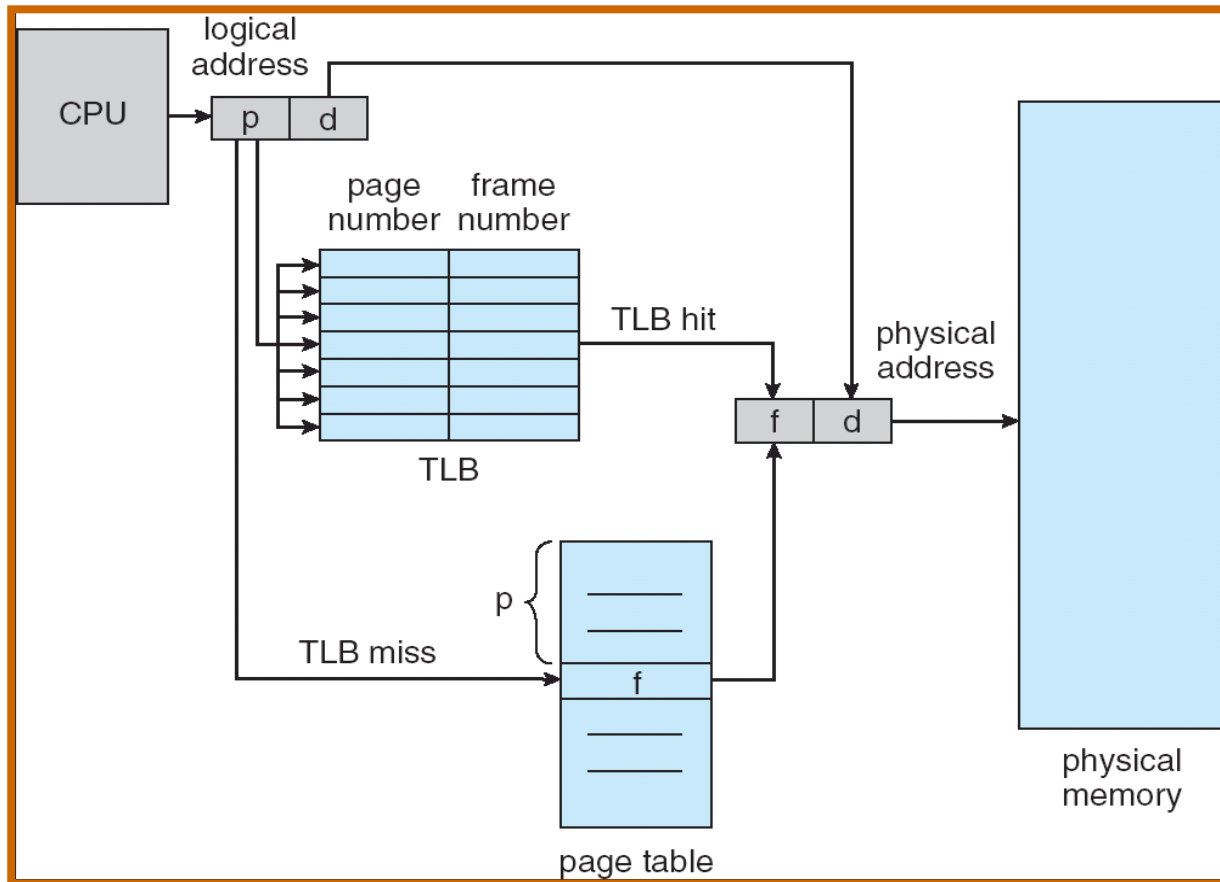 logical
address
CPU
p
d
page
number
frame
number
TLB hit
physical
address
f
d
TLB
p
TLB miss
f
page table
physical
memory